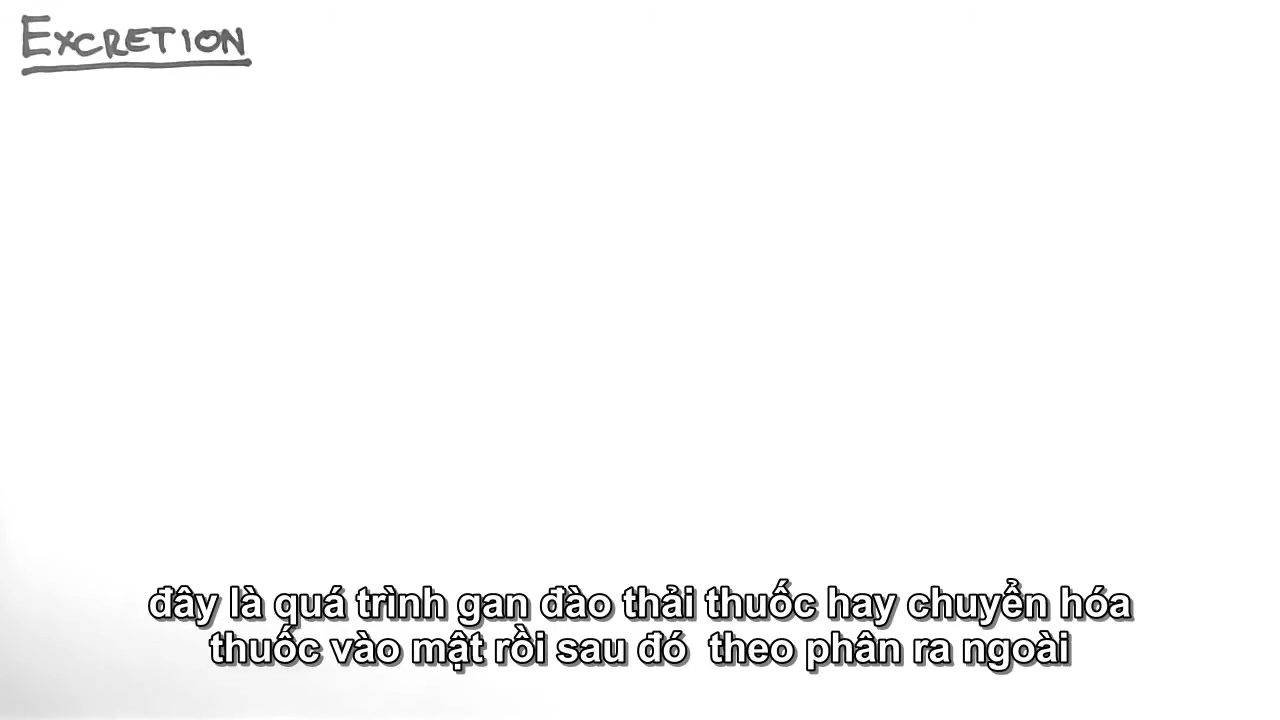 EXCRETION
đây là quá trình gan đào thải thuốc hay chuyển hóa
thuốc vào mật rồi sau đó  theo phân ra ngoài